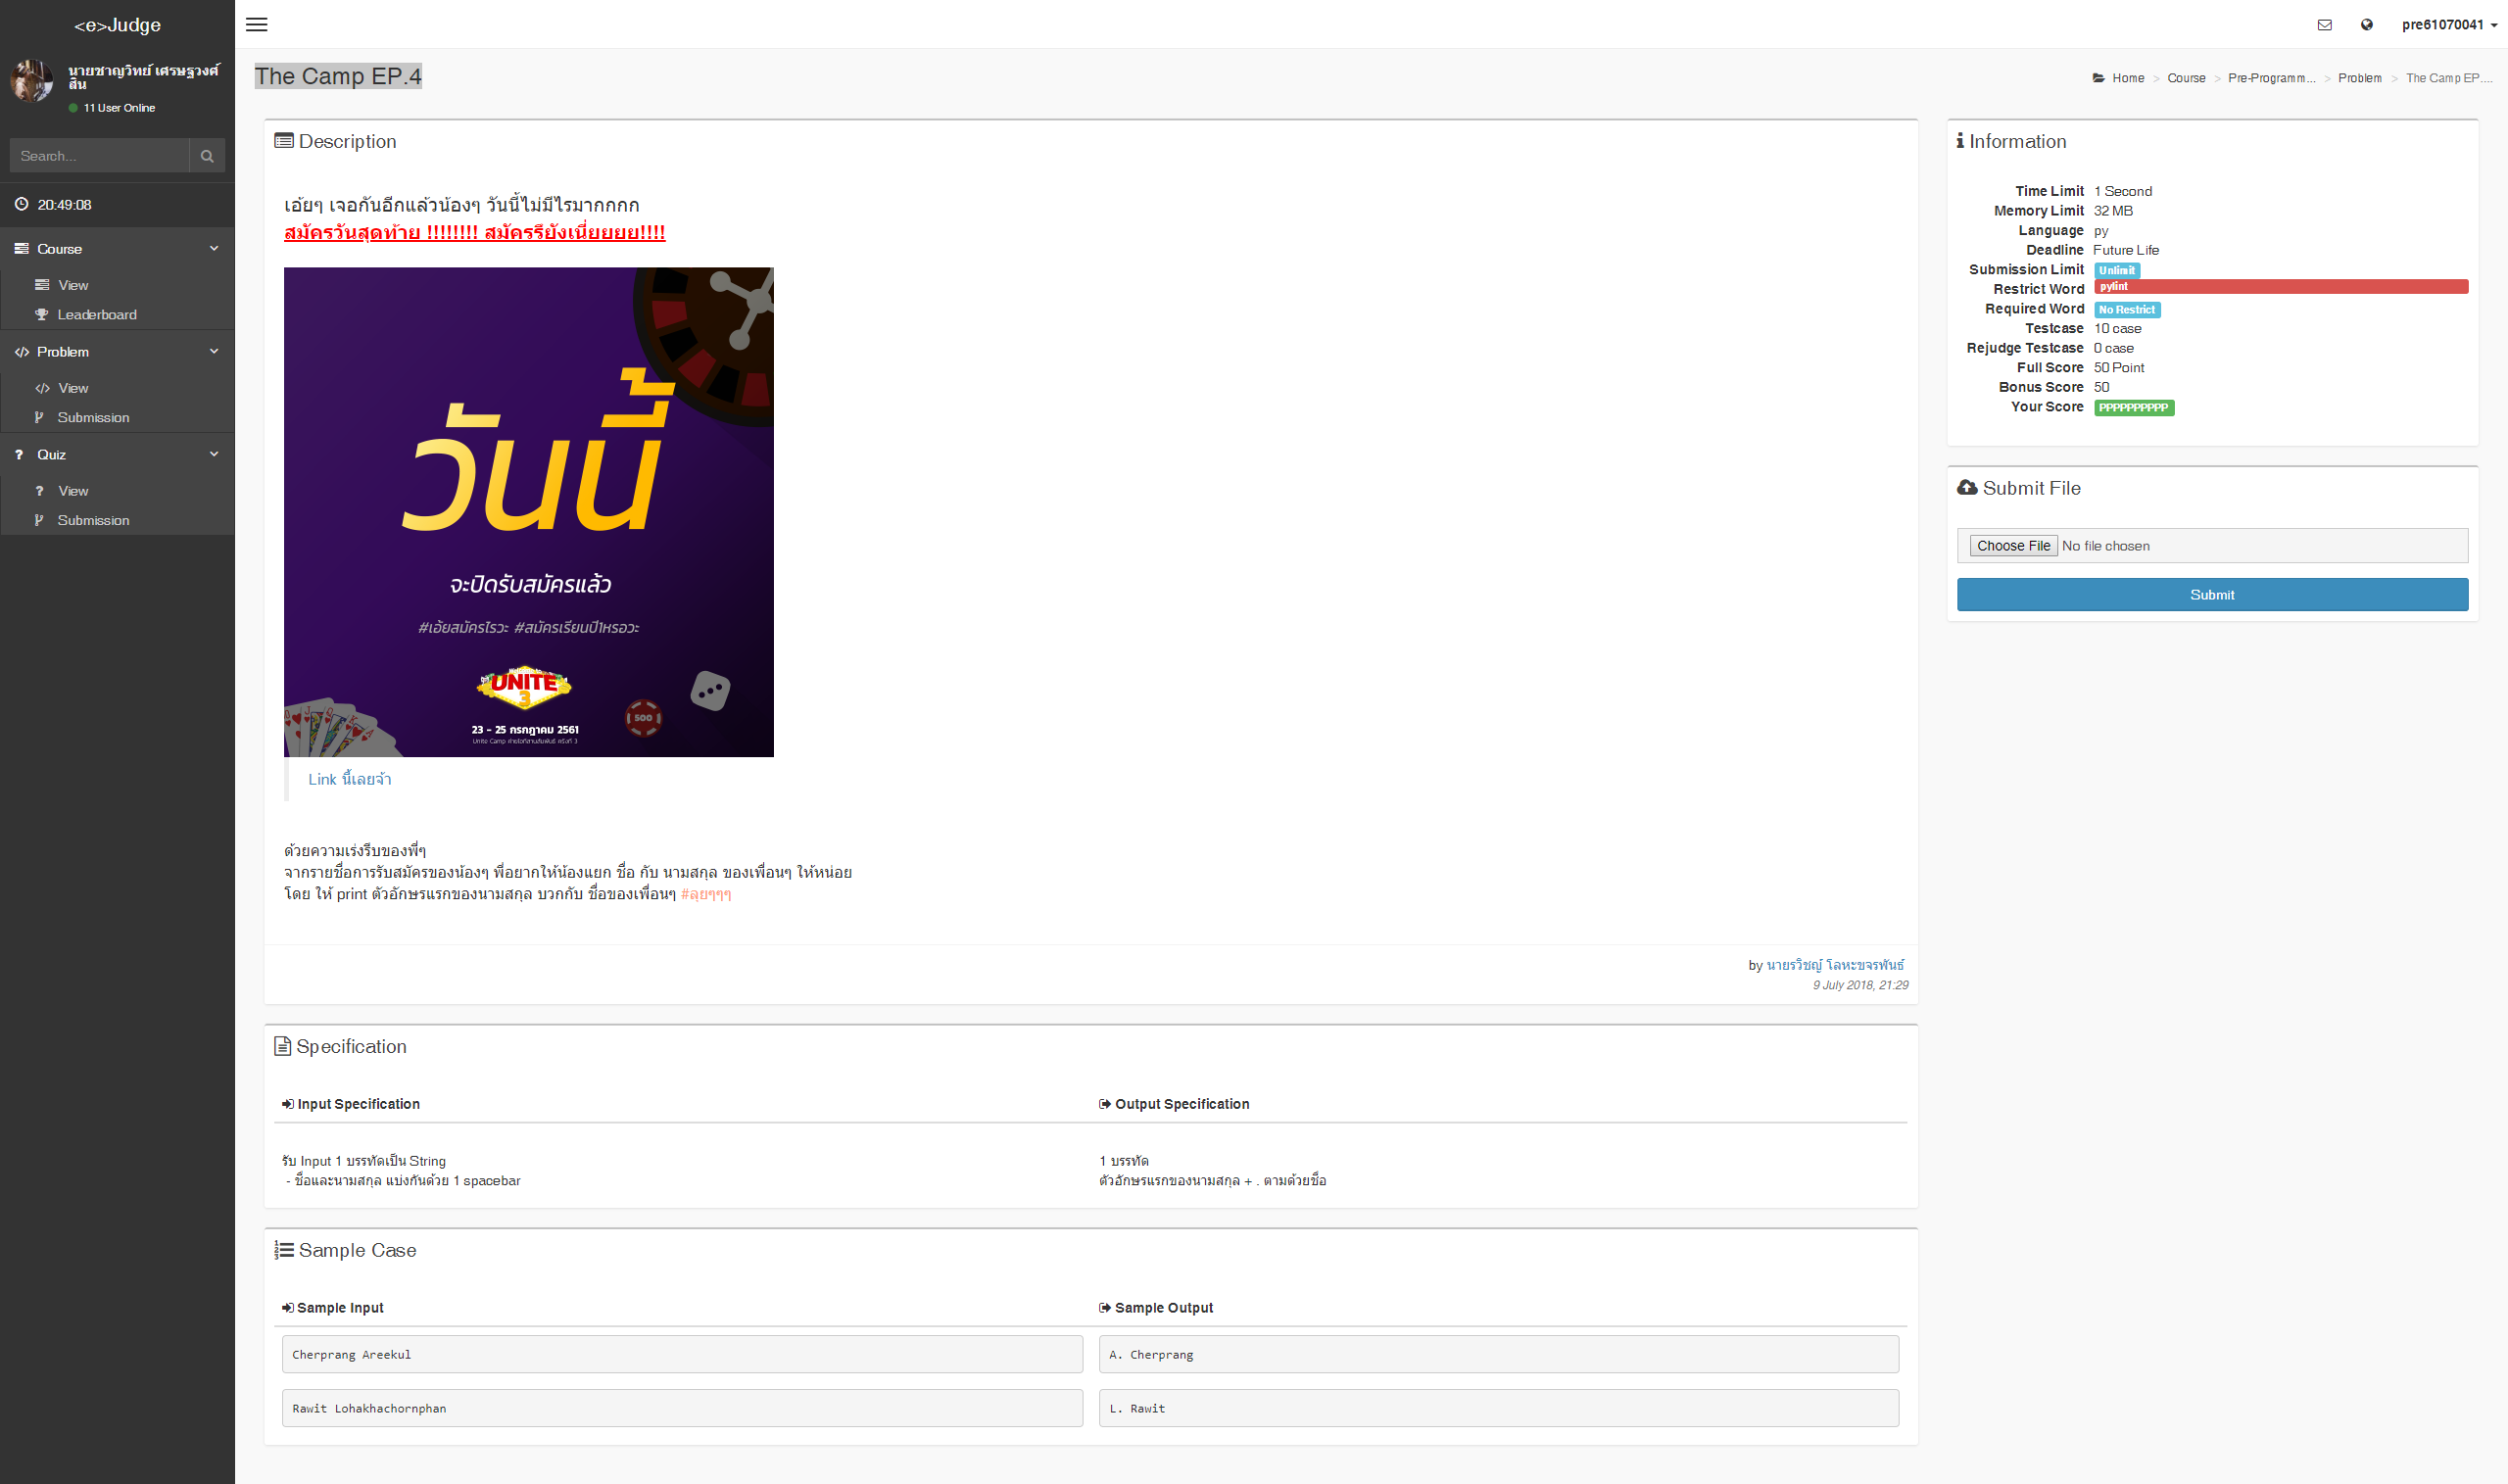 <e>Judge
นายชาญวิทย์ เศรษฐวงศ์
สิน
11 User Online
Search...
20:49:08
Course
View
Leaderboard
Problem
View
Submission
Quiz
View
Submission
pre61070041
The Camp EP.4
Home > Course > Pre-Programm... > Problem > The Camp EP....
Description
เอ้ยๆ เจอกันอีกแล้วน้องๆ วันนี้ไม่มีไรมากกกก
สมัครวันสุดท้าย !!!!!!!! สมัครรึยังเนี่ยยยย!!!!
วันนี้
จะปิดรับสมัครแล้ว
#เอ้ยสมัครไรวะ #สมัครเรียนปี1หรอวะ
UNITE
3
500
23 - 25 กรกฎาคม 2561
Unite Camp ค่ายไอทีสานสัมพันธ์ ครั้งที่ 3
Link นี้เลยจ้า
ด้วยความเร่งรีบของพี่ๆ
จากรายชื่อการรับสมัครของน้องๆ พี่อยากให้น้องแยก ชื่อ กับ นามสกุล ของเพื่อนๆ ให้หน่อย
โดย ให้ print ตัวอักษรแรกของนามสกุล บวกกับ ชื่อของเพื่อนๆ #ลุยๆๆๆ
by นายรวิชญ์ โลหะขจรพันธ์
9 July 2018, 21:29
Specification
Input Specification
Output Specification
รับ Input 1 บรรทัดเป็น String
- ชื่อและนามสกุล แบ่งกันด้วย 1 spacebar
1 บรรทัด
ตัวอักษรแรกของนามสกุล + . ตามด้วยชื่อ
Sample Case
Sample Input
Sample Output
Cherprang Areekul
A. Cherprang
Rawit Lohakhachornphan
L. Rawit
Information
Time Limit 1 Second
Memory Limit 32 MB
Language py
Deadline Future Life
Submission Limit Unlimit
Restrict Word pylint
Required Word No Restrict
Testcase 10 case
Rejudge Testcase 0 case
Full Score 50 Point
Bonus Score 50
Your Score PPPPPPPPPP
Submit File
Choose File No file chosen
Submit